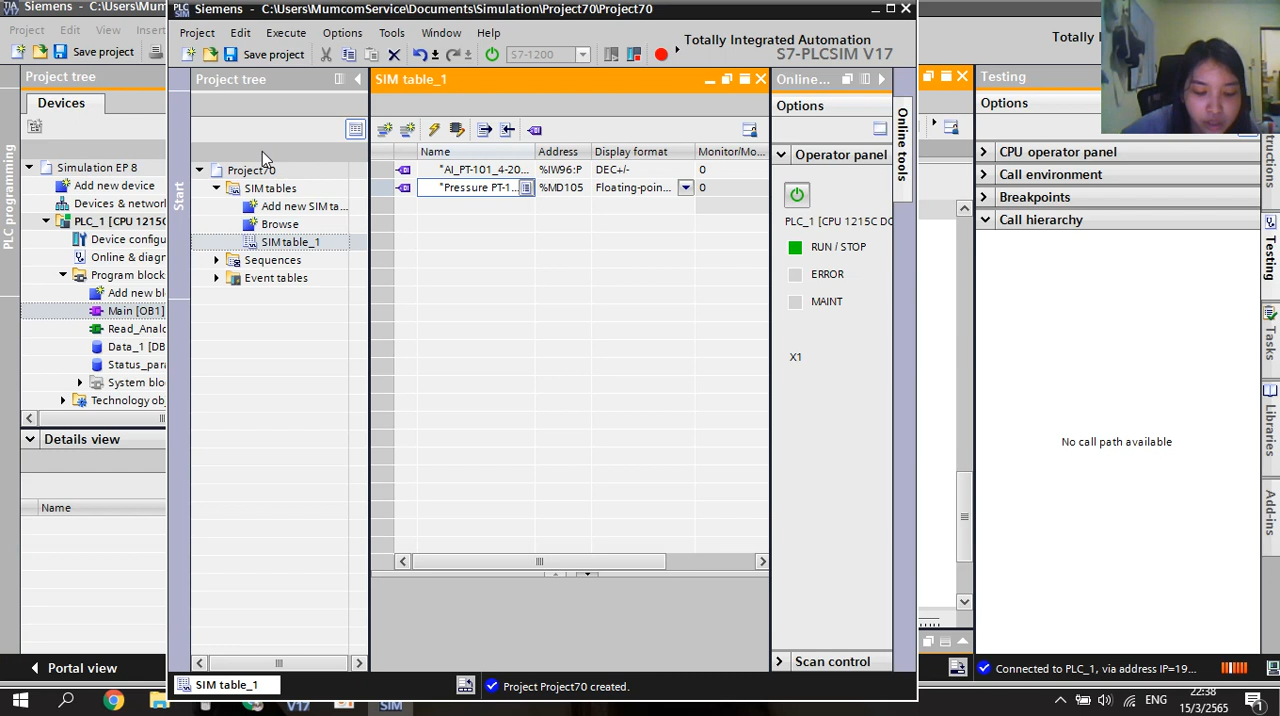 Siemens - C:\Users\Mum
Project Edit View Insert
Save project
Project tree
Devices
PLC programming
Simulation EP 8
Add new device
Devices & network
PLC_1 [CPU 1215C
Device config
Online & diagn
Program block
Add new bl
Main [OB1]
Read_Analo
Data_1 [DB
Status_para
System blo
Technology obj
Details view
Name
Portal view
Siemens - C:\Users\MumcomService\Documents\Simulation\Project70\Project70
Project Edit Execute Options Tools Window Help
Save project
S7-1200
Totally Integrated Automation
S7-PLCSIM V17
Project tree
Start
Project70
SIM tables
Add new SIM ta...
Browse
SIM table_1
Sequences
Event tables
SIM table_1
Name Address Display format Monitor/Mo...
"AI_PT-101_4-20... %IW96:P DEC+/- 0
"Pressure PT-1... %MD105 Floating-poin... 0
Online...
Options
Operator panel
PLC_1 [CPU 1215C DC
RUN / STOP
ERROR
MAINT
X1
Scan control
Online tools
SIM table_1
Project Project70 created.
Totally
Testing
Options
CPU operator panel
Call environment
Breakpoints
Call hierarchy
No call path available
Testing
Tasks
Libraries
Add-ins
Connected to PLC_1, via address IP=19...
V17
SIM
ENG
22:38
15/3/2565
1